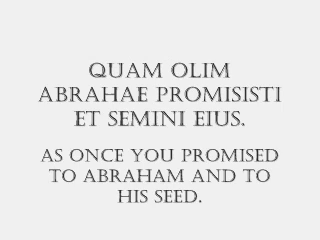 QUAM OLIM
ABRAHAE PROMISISTI
ET SEMINI EIUS.
AS ONCE YOU PROMISED
TO ABRAHAM AND TO
HIS SEED.